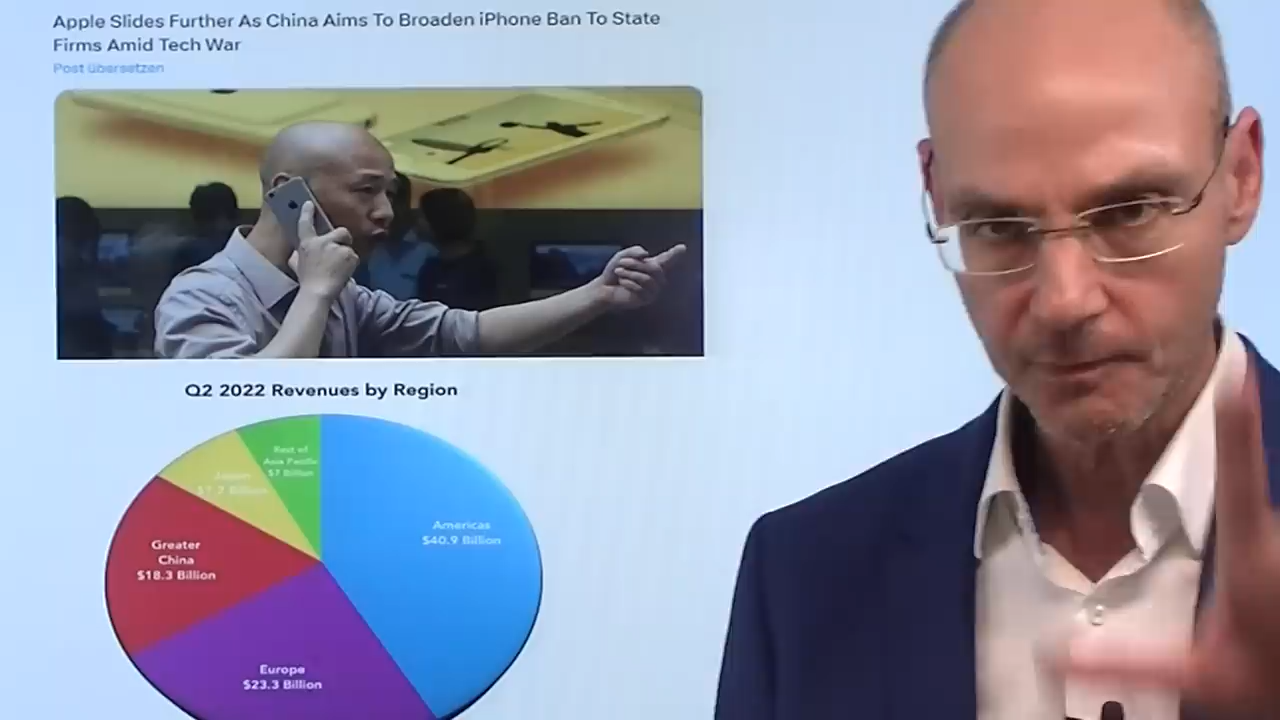 Apple Slides Further As China Aims To Broaden iPhone Ban To State
Firms Amid Tech War
Post übersetzen
Q2 2022 Revenues by Region
Rest of
Asia Pacific
$7 Billion
Japan
Billion
Americas
$40.9 Billion
Greater
China
$18.3 Billion
Europe
$23.3 Billion